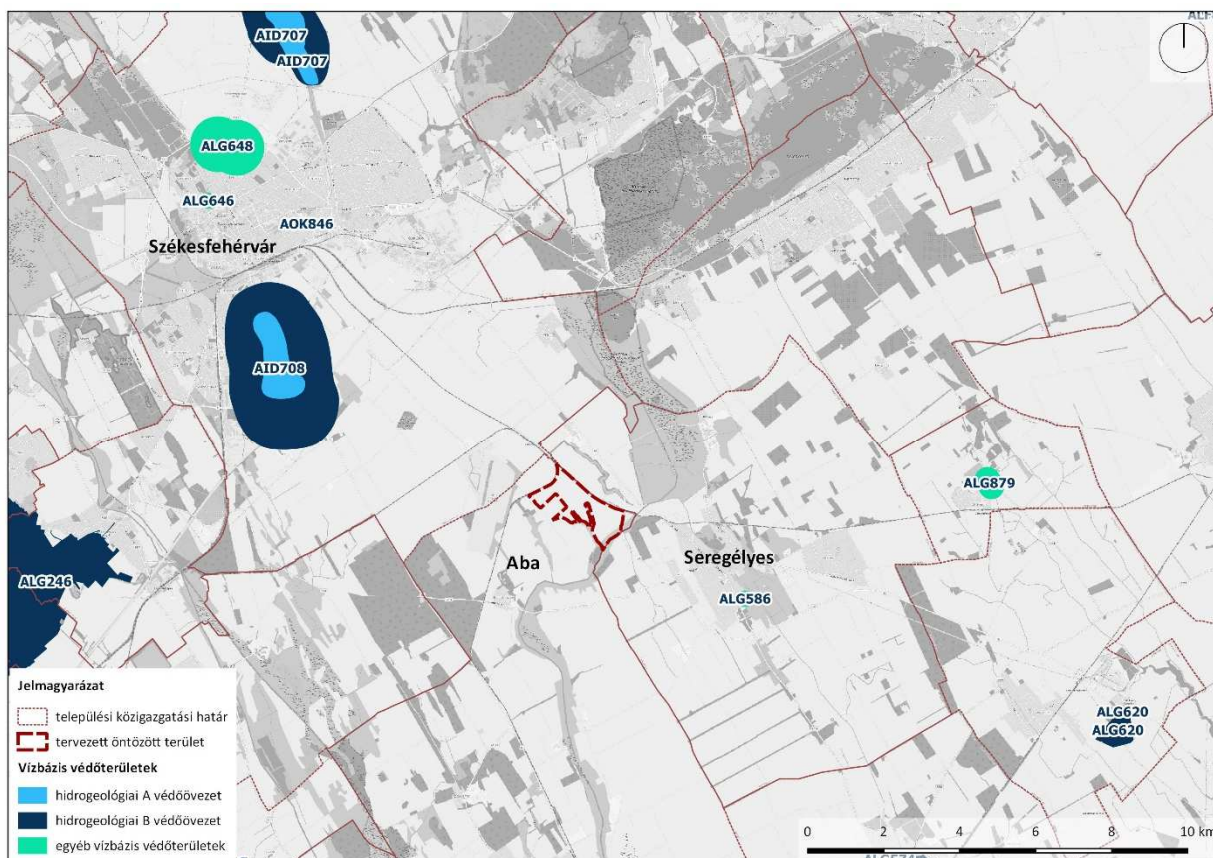 ALF
AID707
AID707
ALG648
ALG646
AOK846
Székesfehérvár
AID708
ALG879
Aba
Seregélyes
ALG246
ALG586
ALG620
ALG620
Jelmagyarázat
települési közigazgatási határ
tervezett öntözött terület
Vízbázis védőterületek
hidrogeológiai A védőövezet
hidrogeológiai B védőövezet
egyéb vízbázis védőterületek
0 2 4 6 8 10 km